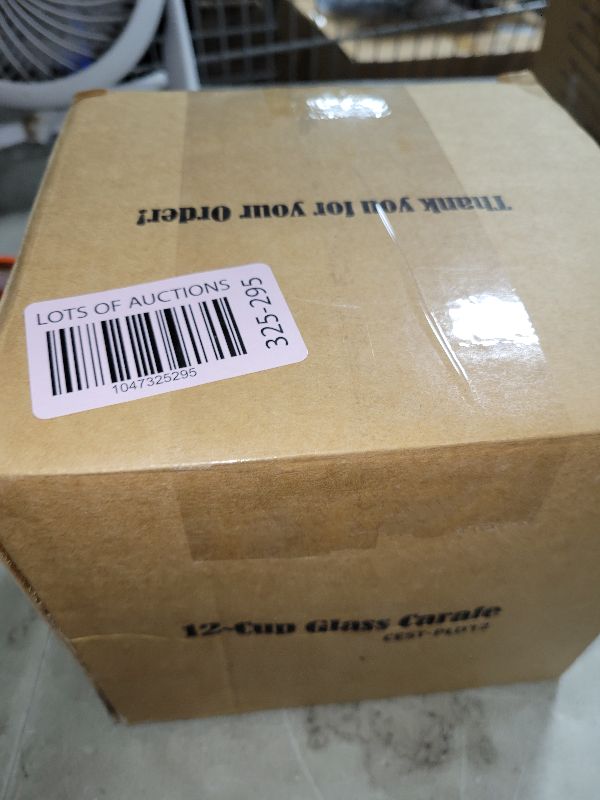 Thank you for your Order!
LOTS OF AUCTIONS
1047325295
325-295
12-Cup Glass Carafe